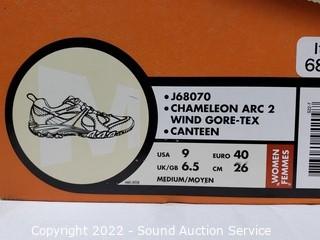 • J68070
• CHAMELEON ARC 2
WIND GORE-TEX
• CANTEEN
USA 9 EURO 40
UK/GB 6.5 CM 26
MEDIUM/MOYEN
WOMEN
FEMMES
68
Copyright 2022 - Sound Auction Service